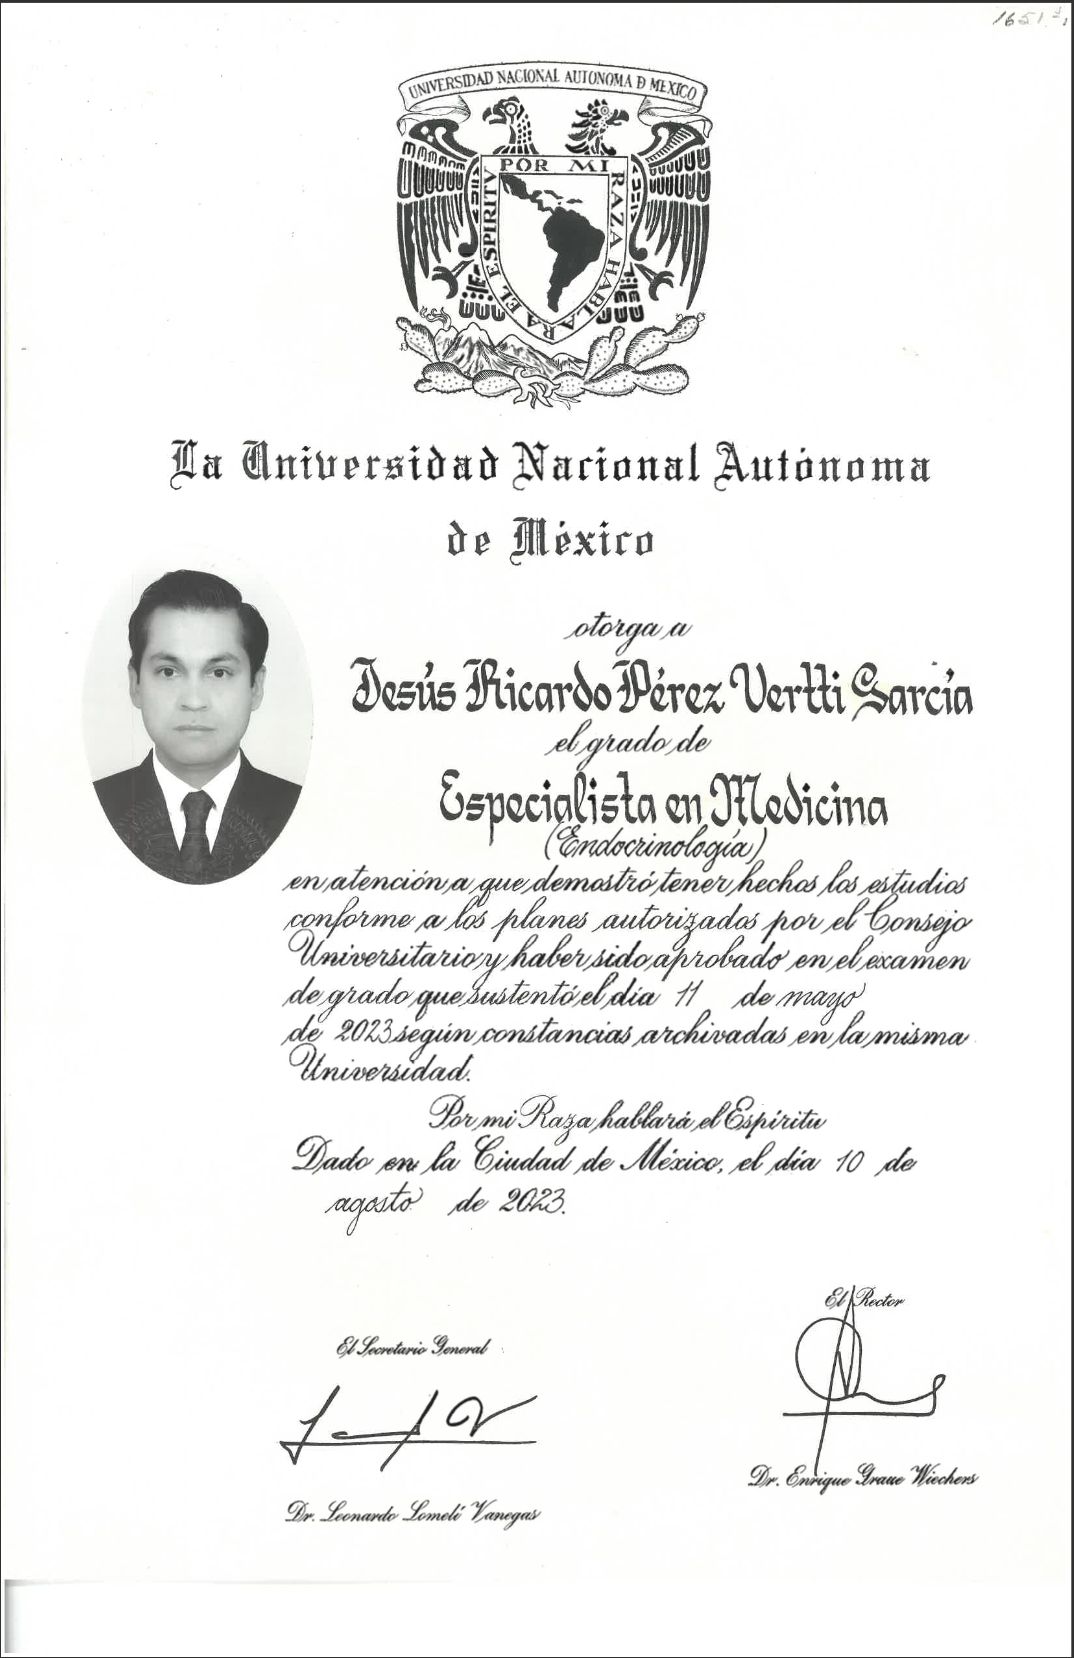 1651
UNIVERSIDAD NACIONAL AUTONOMA Ð MEXICO
POR MI RAZA HABLARA EL ESPIRITV
La Universidad Nacional Autónoma
de México
otorga a
Jesús Ricardo Pérez Vertti García
el grado de
Especialista en Medicina
(Endocrinología)
en atención a que demostró tener hechos los estudios
conforme a los planes autorizados por el Consejo
Universitario y haber sido aprobado en el examen
de grado que sustentó el día 11 de mayo
de 2023 según constancias archivadas en la misma
Universidad.
Por mi Raza hablará el Espíritu
Dado en la Ciudad de México, el día 10 de
agosto de 2023.
El Rector
El Secretario General
Dr. Enrique Graue Wiechers
Dr. Leonardo Lomelí Vanegas